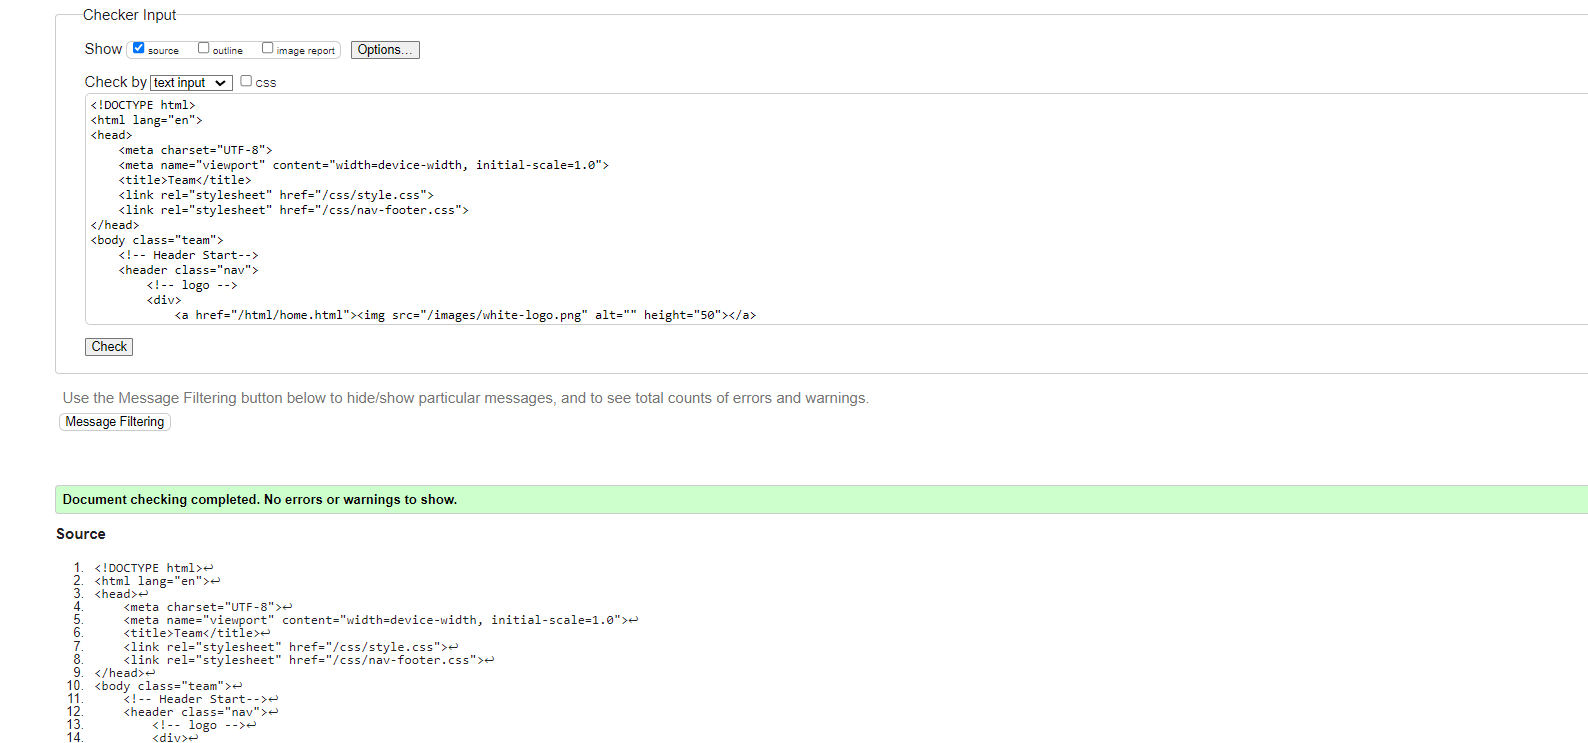 Checker Input
Show source outline image report Options...
Check by text input css
<!DOCTYPE html>
<html lang="en">
<head>
    <meta charset="UTF-8">
    <meta name="viewport" content="width=device-width, initial-scale=1.0">
    <title>Team</title>
    <link rel="stylesheet" href="/css/style.css">
    <link rel="stylesheet" href="/css/nav-footer.css">
</head>
<body class="team">
    <!-- Header Start-->
    <header class="nav">
        <!-- logo -->
        <div>
            <a href="/html/home.html"><img src="/images/white-logo.png" alt="" height="50"></a>
Check
Use the Message Filtering button below to hide/show particular messages, and to see total counts of errors and warnings.
Message Filtering
Document checking completed. No errors or warnings to show.
Source
1. <!DOCTYPE html>↩
2. <html lang="en">↩
3. <head>↩
4.     <meta charset="UTF-8">↩
5.     <meta name="viewport" content="width=device-width, initial-scale=1.0">↩
6.     <title>Team</title>↩
7.     <link rel="stylesheet" href="/css/style.css">↩
8.     <link rel="stylesheet" href="/css/nav-footer.css">↩
9. </head>↩
10. <body class="team">↩
11.     <!-- Header Start-->↩
12.     <header class="nav">↩
13.         <!-- logo -->↩
14.         <div>↩